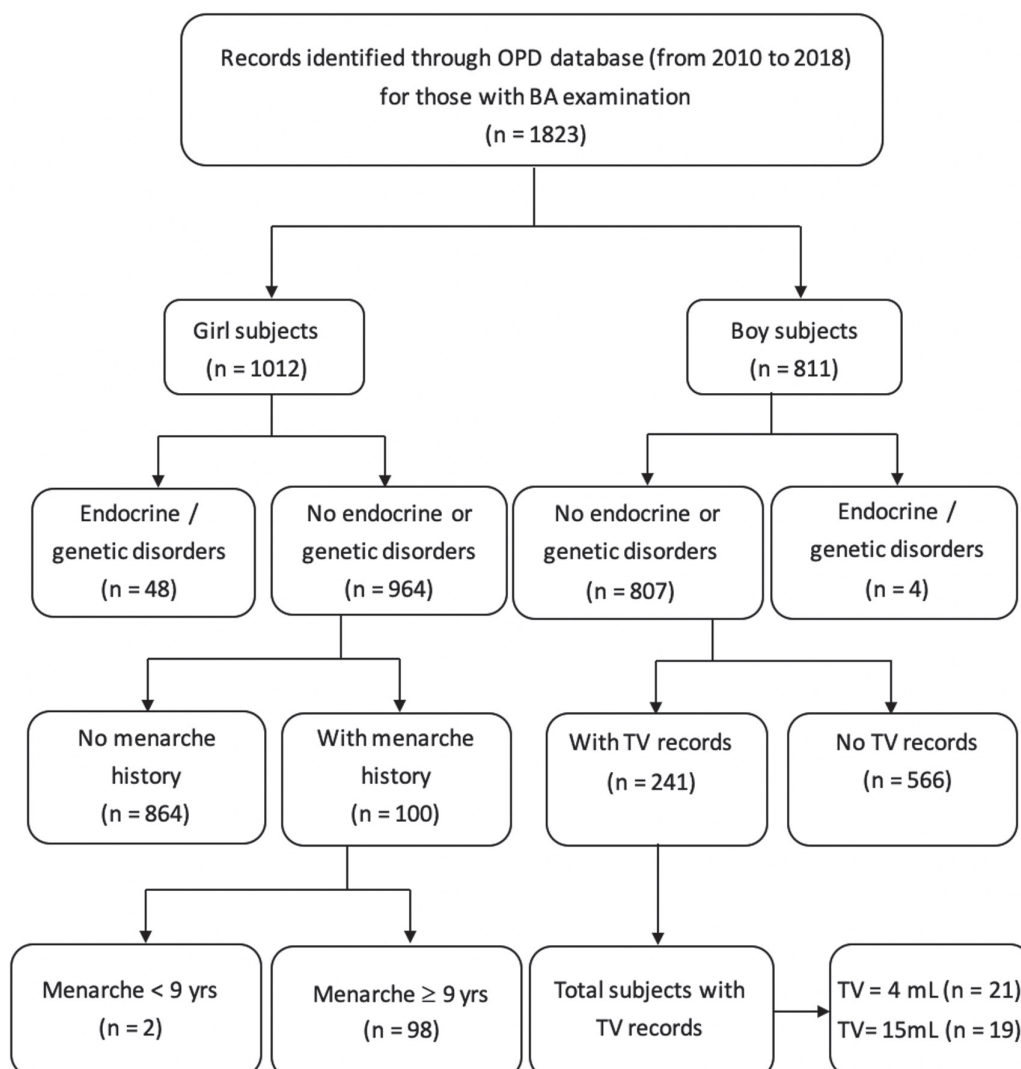 Records identified through OPD database (from 2010 to 2018)
for those with BA examination
(n = 1823)
Girl subjects
(n = 1012)
Boy subjects
(n = 811)
Endocrine /
genetic disorders
(n = 48)
No endocrine or
genetic disorders
(n = 964)
No endocrine or
genetic disorders
(n = 807)
Endocrine /
genetic disorders
(n = 4)
No menarche
history
(n = 864)
With menarche
history
(n = 100)
With TV records
(n = 241)
No TV records
(n = 566)
Menarche < 9 yrs
(n = 2)
Menarche ≥ 9 yrs
(n = 98)
Total subjects with
TV records
TV = 4 mL (n = 21)
TV= 15mL (n = 19)